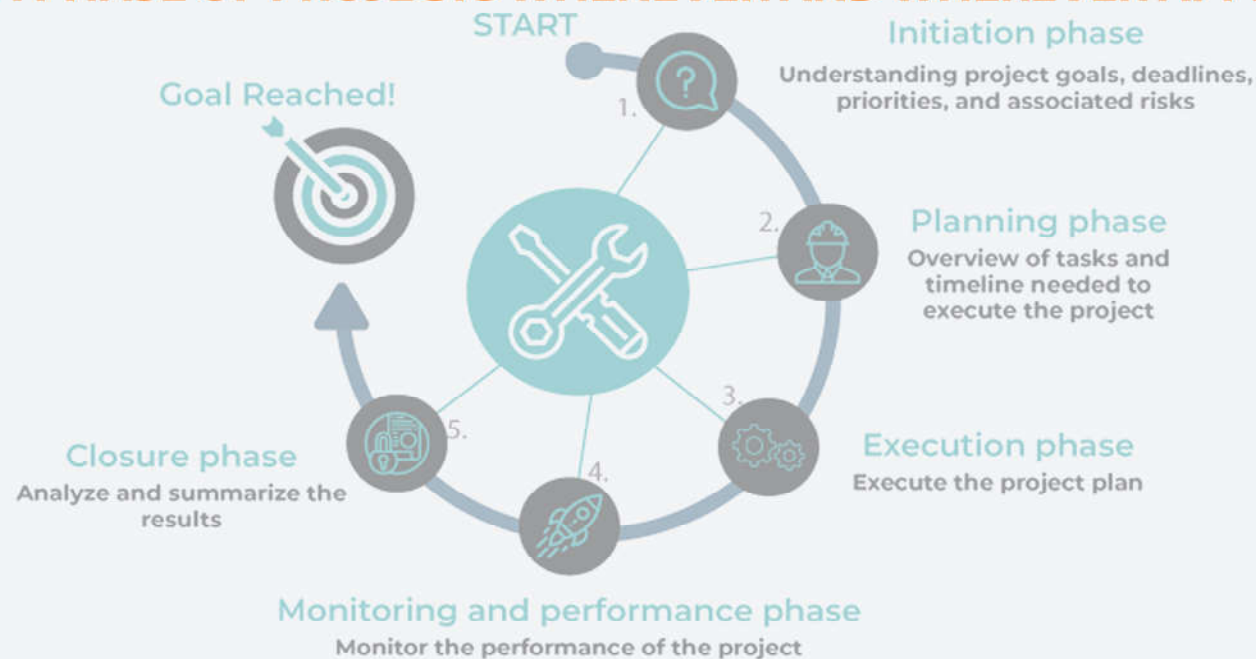 START
Initiation phase
Understanding project goals, deadlines,
priorities, and associated risks
Goal Reached!
1.
2.
Planning phase
Overview of tasks and
timeline needed to
execute the project
3.
Execution phase
Execute the project plan
4.
5.
Closure phase
Analyze and summarize the
results
Monitoring and performance phase
Monitor the performance of the project